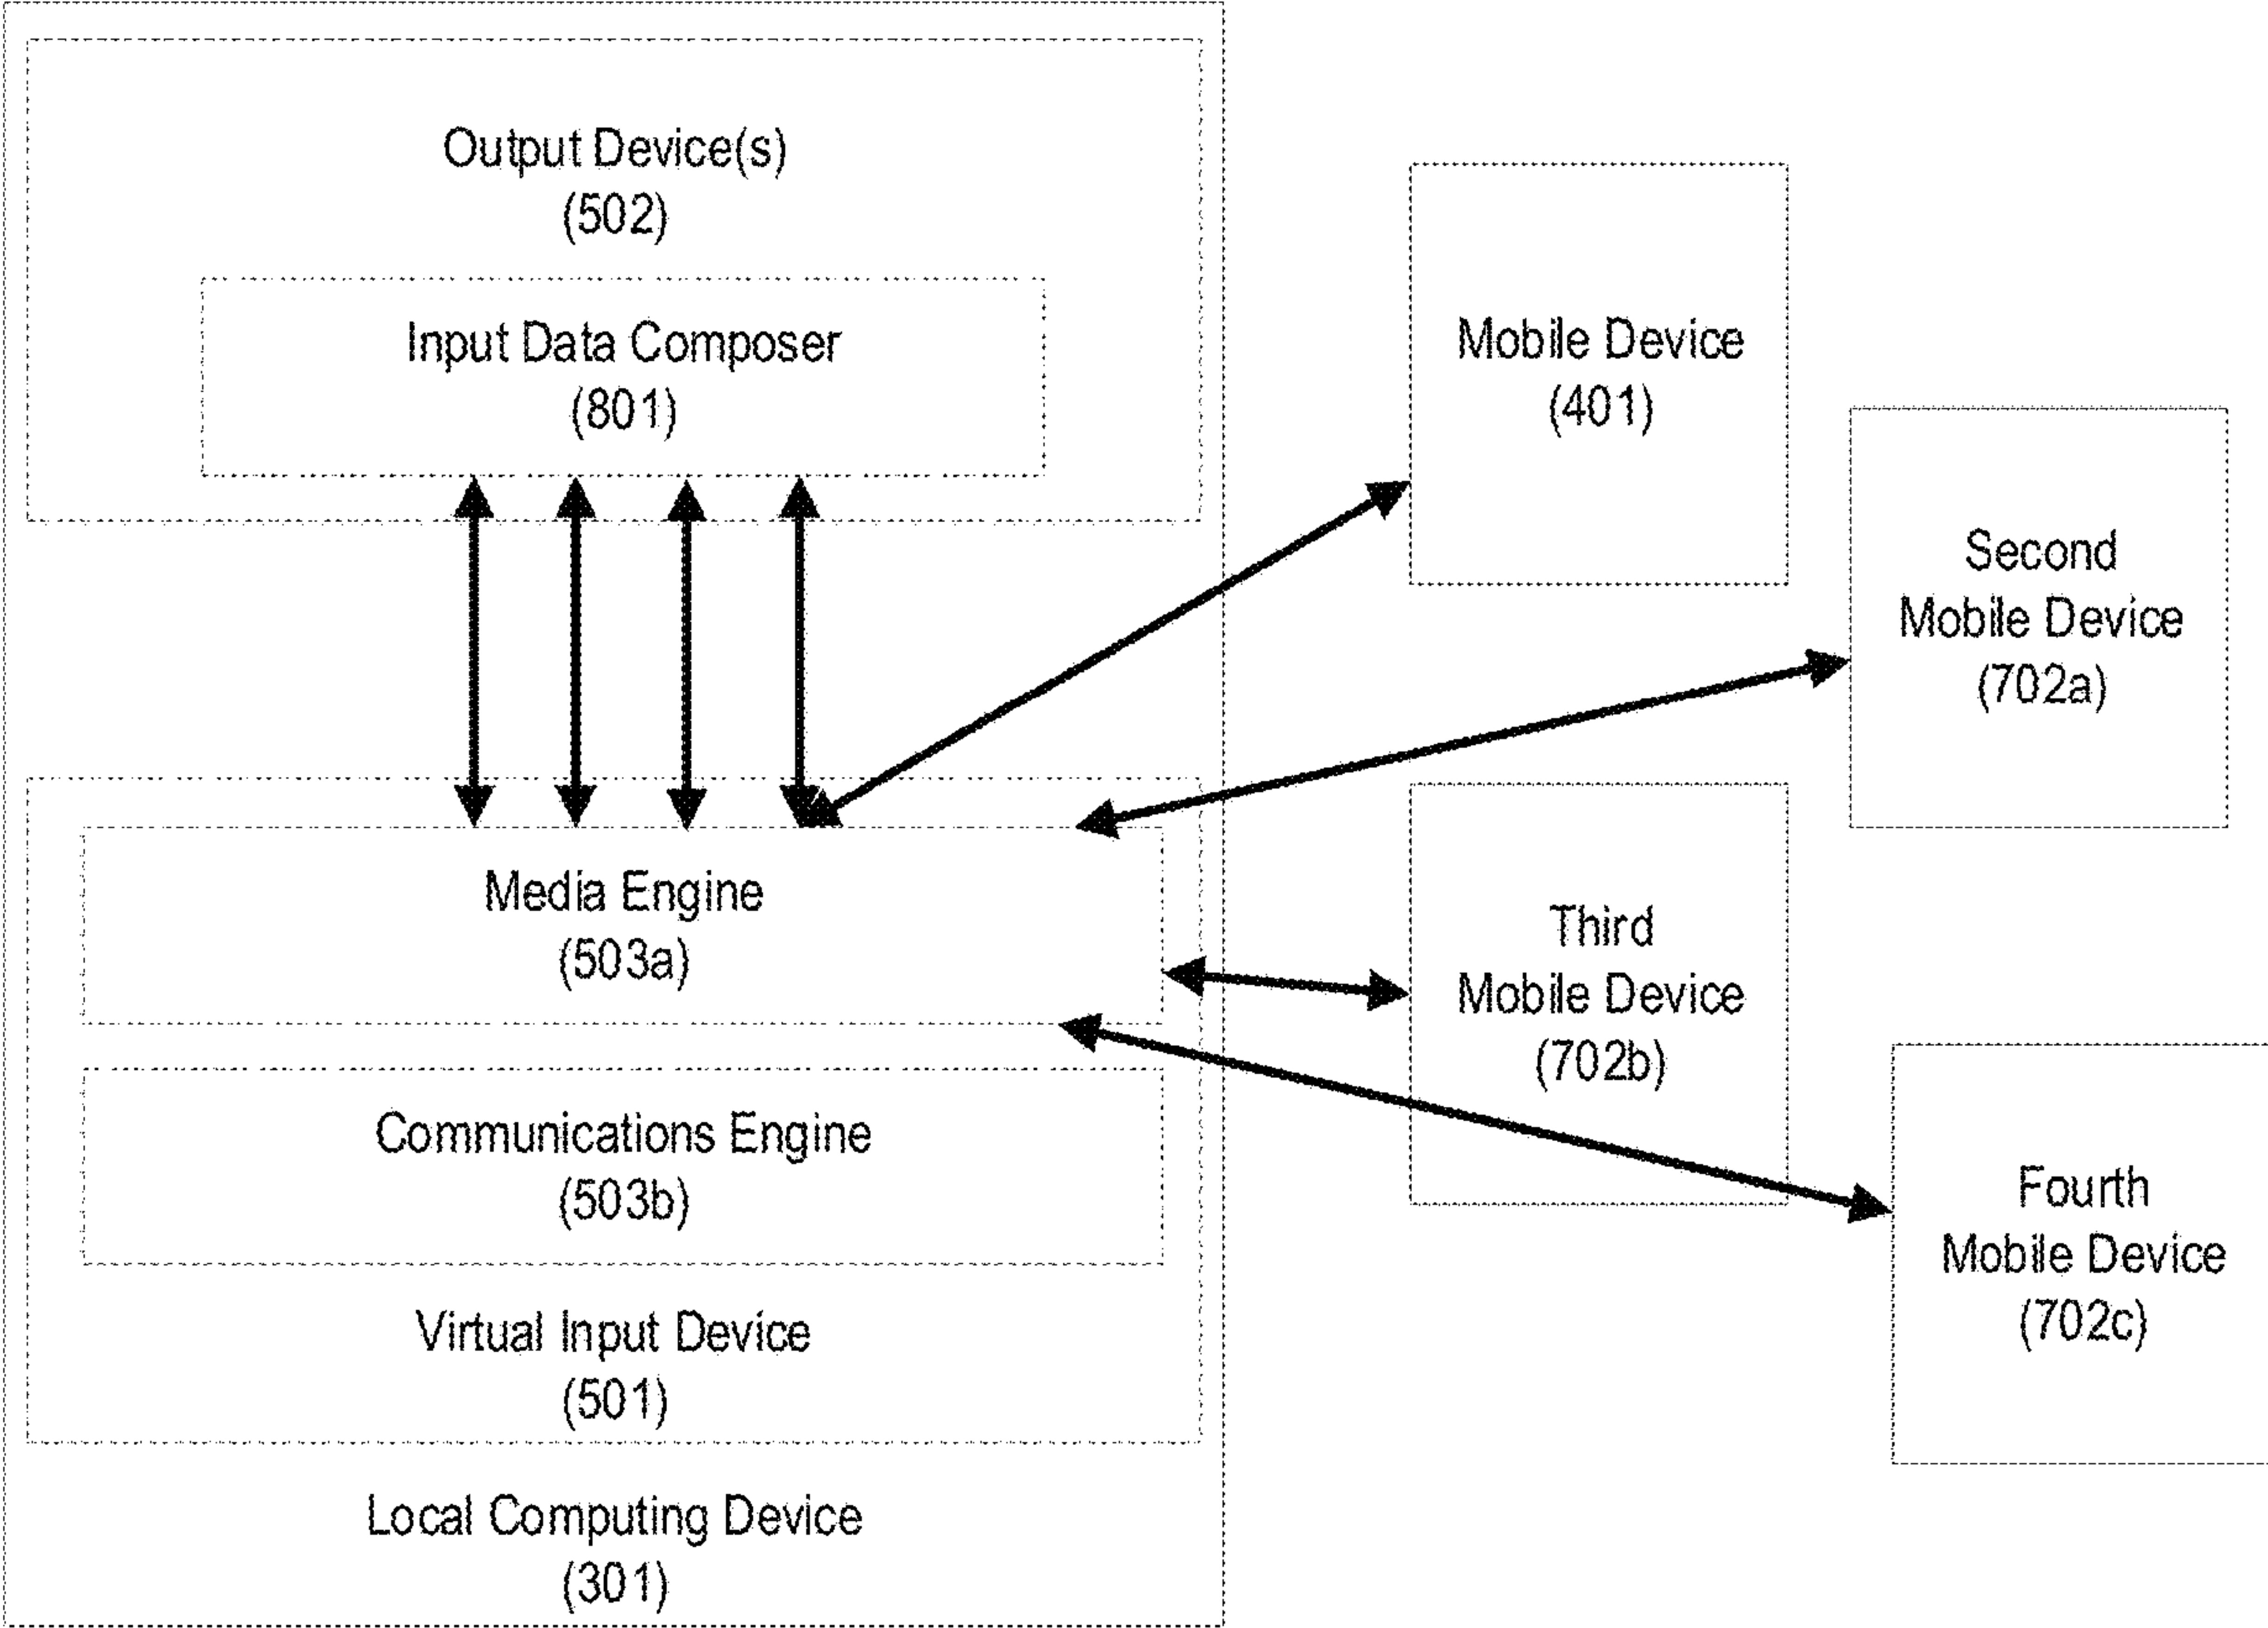 Output Device(s)
(502)
Input Data Composer
(801)
Mobile Device
(401)
Second
Mobile Device
(702a)
Media Engine
(503a)
Third
Mobile Device
(702b)
Communications Engine
(503b)
Fourth
Mobile Device
(702c)
Virtual Input Device
(501)
Local Computing Device
(301)